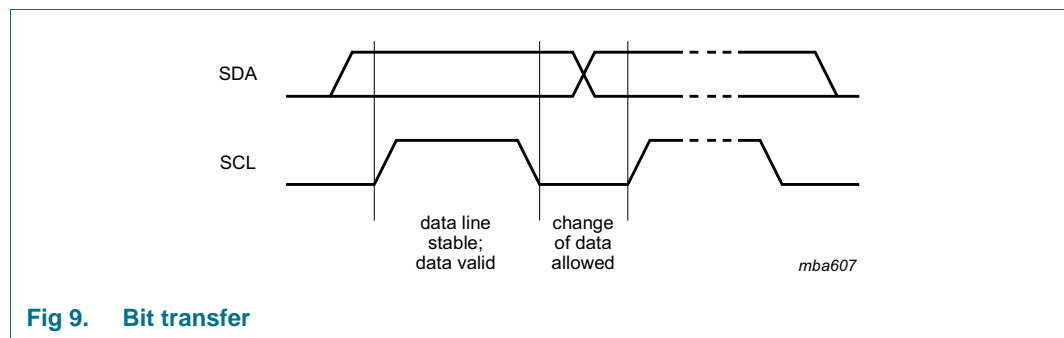 SDA
SCL
data line
stable;
data valid
change
of data
allowed
mba607
Fig 9. Bit transfer